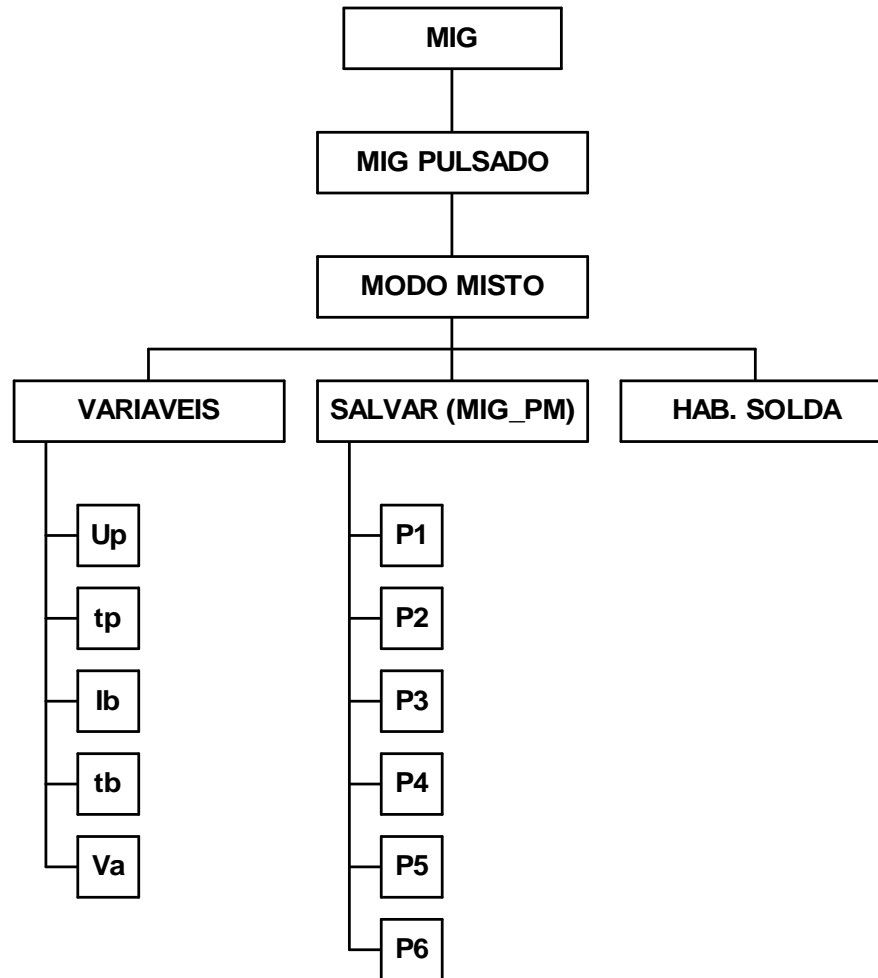 MIG
MIG PULSADO
MODO MISTO
VARIAVEIS
SALVAR (MIG_PM)
HAB. SOLDA
Up
tp
Ib
tb
Va
P1
P2
P3
P4
P5
P6